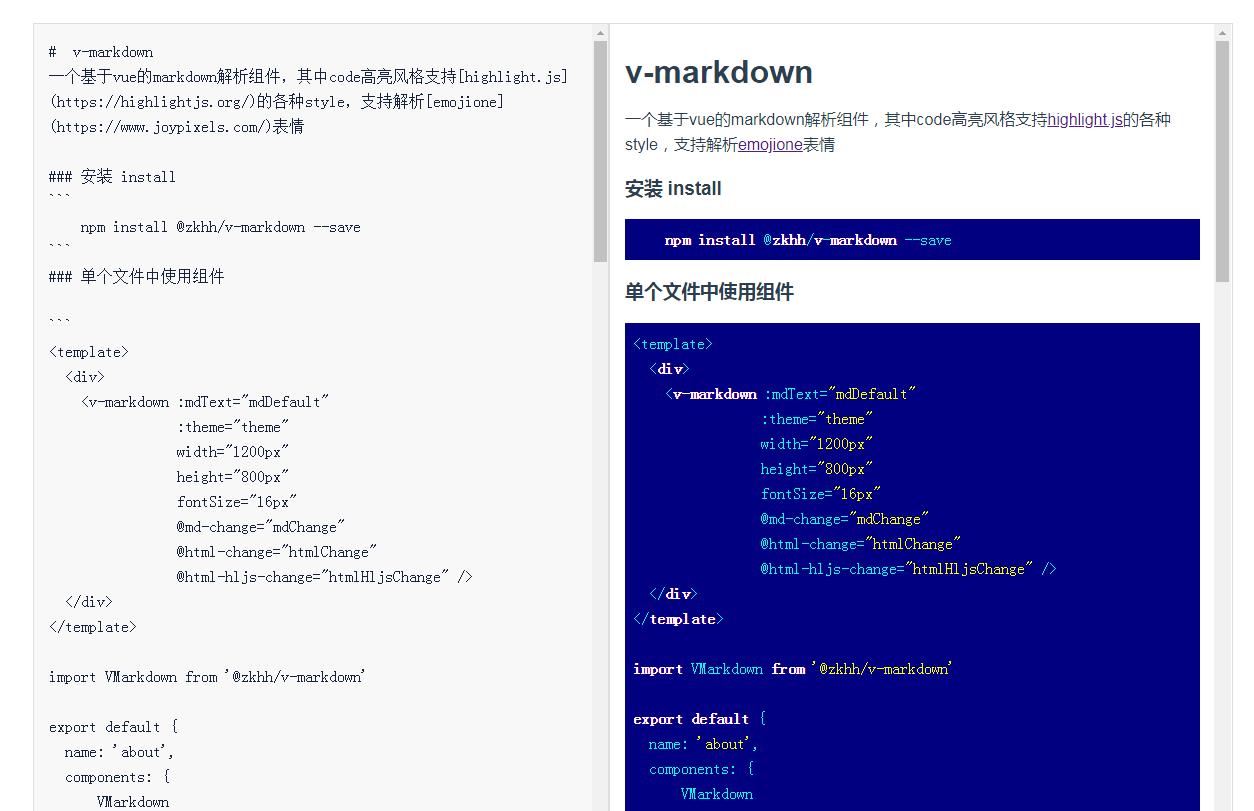 #  v-markdown
一个基于vue的markdown解析组件，其中code高亮风格支持[highlight.js]
(https://highlightjs.org/)的各种style，支持解析[emojione]
(https://www.joypixels.com/)表情
### 安装 install
```
    npm install @zkhh/v-markdown --save
```
### 单个文件中使用组件
```
<template>
  <div>
    <v-markdown :mdText="mdDefault"
                :theme="theme"
                width="1200px"
                height="800px"
                fontSize="16px"
                @md-change="mdChange"
                @html-change="htmlChange"
                @html-hljs-change="htmlHljsChange" />
  </div>
</template>
import VMarkdown from '@zkhh/v-markdown'
export default {
  name: 'about',
  components: {
      VMarkdown
v-markdown
一个基于vue的markdown解析组件，其中code高亮风格支持highlight.js的各种
style，支持解析emojione表情
安装 install
    npm install @zkhh/v-markdown --save
单个文件中使用组件
<template>
  <div>
    <v-markdown :mdText="mdDefault"
                :theme="theme"
                width="1200px"
                height="800px"
                fontSize="16px"
                @md-change="mdChange"
                @html-change="htmlChange"
                @html-hljs-change="htmlHljsChange" />
  </div>
</template>
import VMarkdown from '@zkhh/v-markdown'
export default {
  name: 'about',
  components: {
      VMarkdown